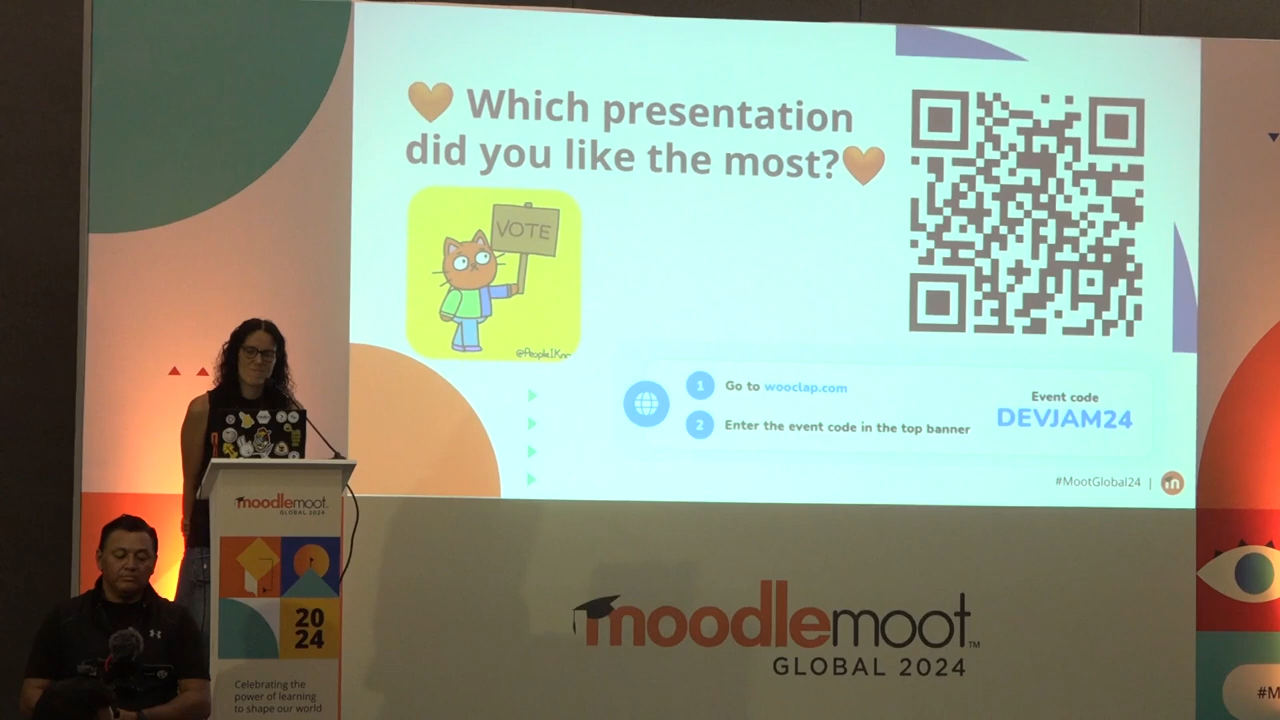 🧡 Which presentation
did you like the most?🧡
VOTE
@PeopleIKn
1 Go to wooclap.com
2 Enter the event code in the top banner
Event code
DEVJAM24
#MootGlobal24 |
moodlemoot
GLOBAL 2024
20
24
Celebrating the
power of learning
to shape our world
moodlemoot™
GLOBAL 2024
#M